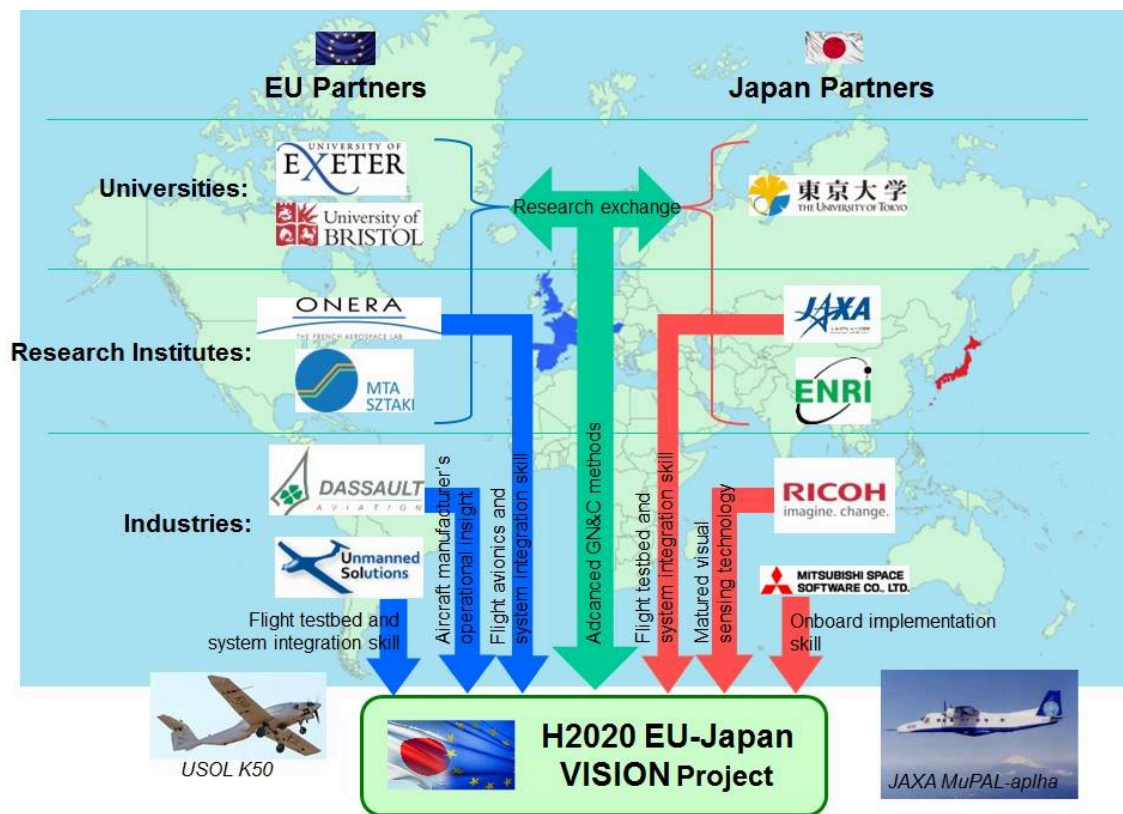 EU Partners
Japan Partners
Universities:
UNIVERSITY OF
EXETER
University of
BRISTOL
Research exchange
東京大学
THE UNIVERSITY OF TOKYO
Research Institutes:
ONERA
THE FRENCH AEROSPACE LAB
MTA
SZTAKI
JAXA
ENRI
Industries:
DASSAULT
AVIATION
Unmanned
Solutions
RICOH
imagine. change.
MITSUBISHI SPACE
SOFTWARE CO., LTD.
Flight testbed and
system integration skill
Aircraft manufacturer's
operational insight
Flight avionics and
system integration skill
Adcanced GN&C methods
Flight testbed and
system integration skill
Matured visual
sensing technology
Onboard implementation
skill
USOL K50
H2020 EU-Japan
VISION Project
JAXA MuPAL-aplha